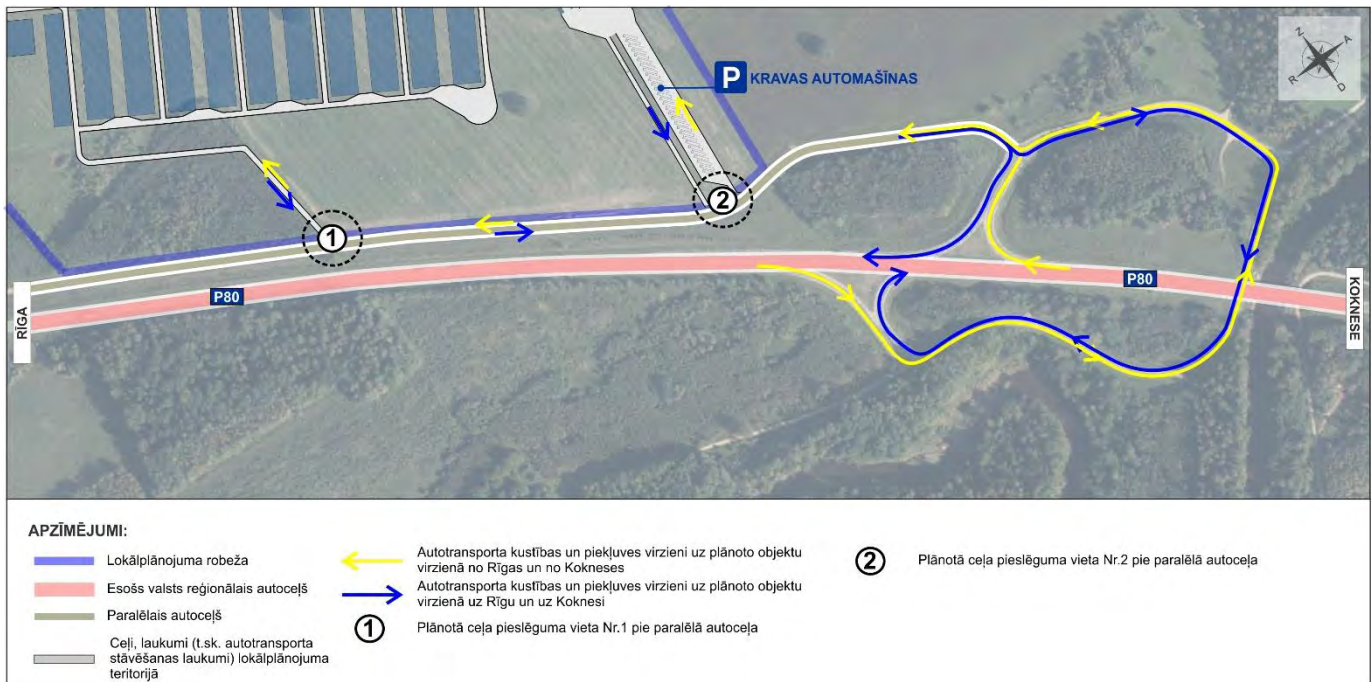 Z
A
R
D
P KRAVAS AUTOMAŠĪNAS
2
1
P80
P80
RĪGA
KOKNESE
APZĪMĒJUMI:
Lokālplānojuma robeža
Esošs valsts reģionālais autoceļš
Paralēlais autoceļš
Ceļi, laukumi (t.sk. autotransporta
stāvēšanas laukumi) lokālplānojuma
teritorijā
Autotransporta kustības un piekļuves virzieni uz plānoto objektu
virzienā no Rīgas un no Kokneses
Autotransporta kustības un piekļuves virzieni uz plānoto objektu
virzienā uz Rīgu un uz Koknesi
1 Plānotā ceļa pieslēguma vieta Nr.1 pie paralēlā autoceļa
2 Plānotā ceļa pieslēguma vieta Nr.2 pie paralēlā autoceļa